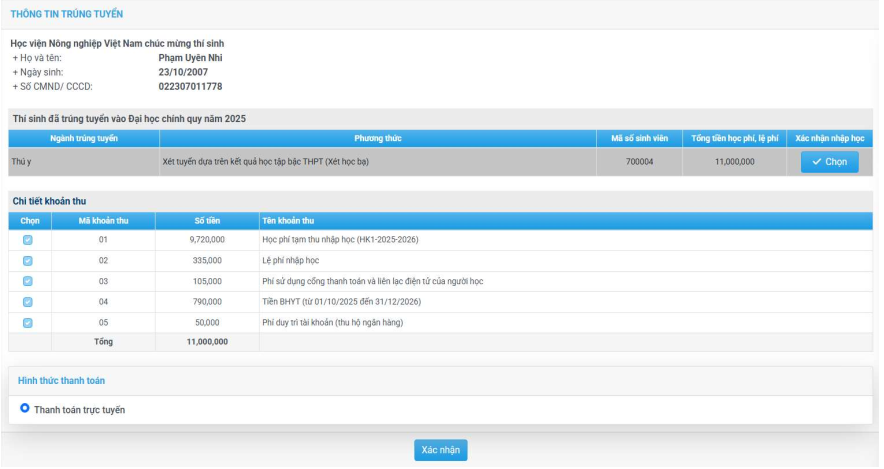 THÔNG TIN TRÚNG TUYỂN
Học viện Nông nghiệp Việt Nam chúc mừng thí sinh
+ Họ và tên: Phạm Uyên Nhi
+ Ngày sinh: 23/10/2007
+ Số CMND/ CCCD: 022307011778
Thí sinh đã trúng tuyển vào Đại học chính quy năm 2025
Ngành trúng tuyển Phương thức Mã số sinh viên Tổng tiền học phí, lệ phí Xác nhận nhập học
Thú y Xét tuyển dựa trên kết quả học tập bậc THPT (Xét học bạ) 700004 11,000,000 Chọn
Chi tiết khoản thu
Chọn Mã khoản thu Số tiền Tên khoản thu
01 9,720,000 Học phí tạm thu nhập học (HK1-2025-2026)
02 335,000 Lệ phí nhập học
03 105,000 Phí sử dụng cổng thanh toán và liên lạc điện tử của người học
04 790,000 Tiền BHYT (từ 01/10/2025 đến 31/12/2026)
05 50,000 Phí duy trì tài khoản (thu hộ ngân hàng)
Tổng 11,000,000
Hình thức thanh toán
Thanh toán trực tuyến
Xác nhận